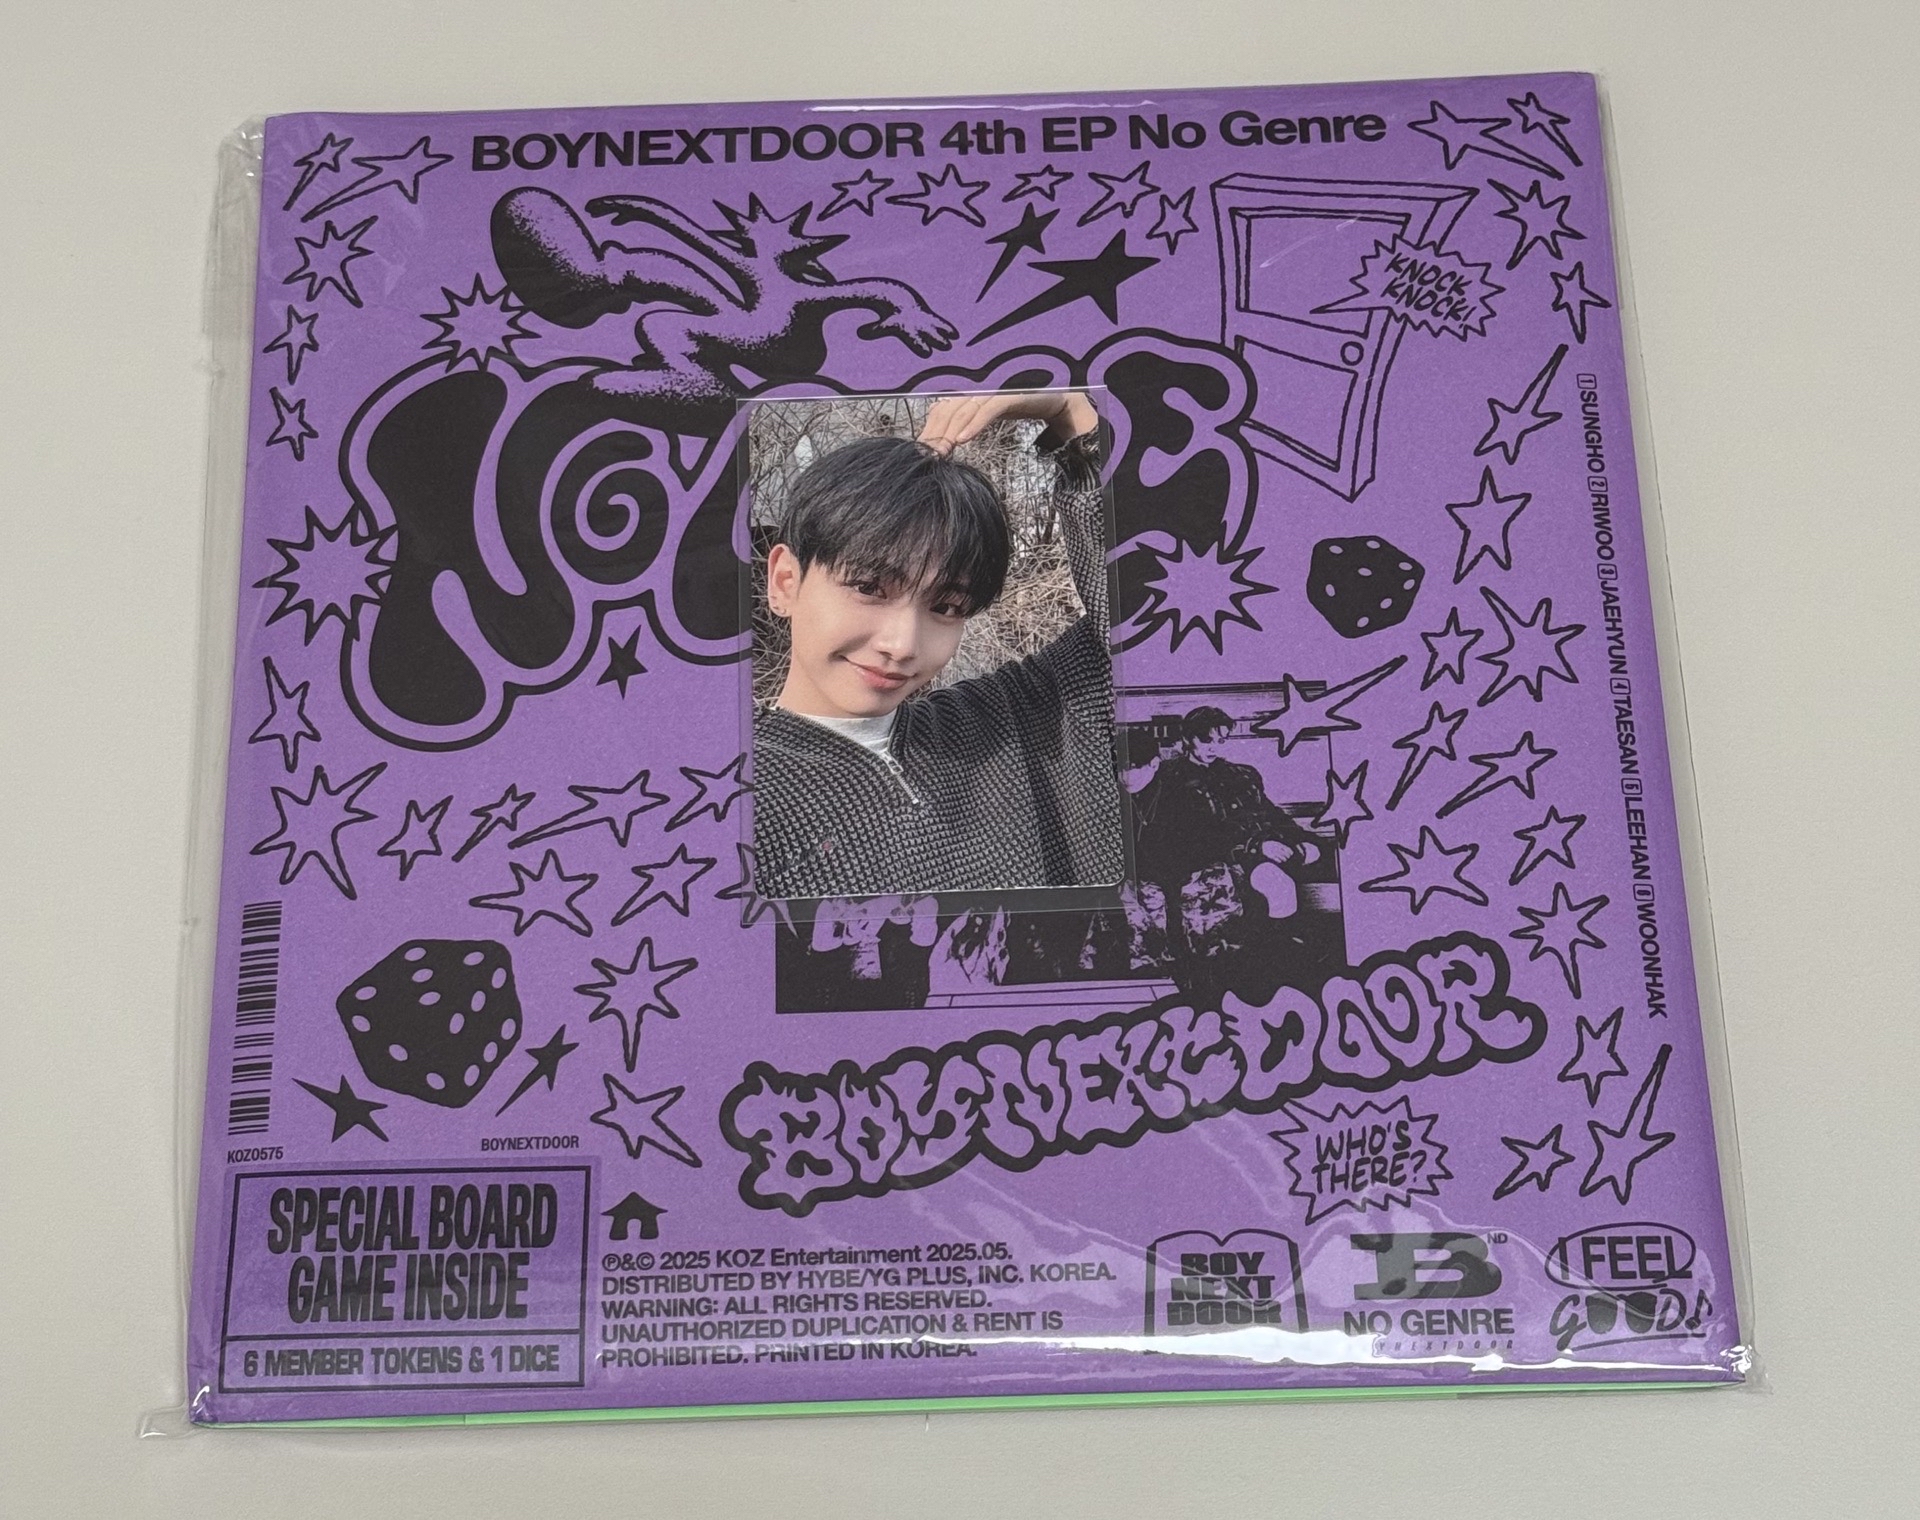 BOYNEXTDOOR 4th EP No Genre
KNOCK
KNOCK!
1 SUNGHO 2 RIWOO 3 JAEHYUN 4 TAESAN 5 LEEHAN 6 WOONHAK
BOYNEXTDOOR
WHO'S
THERE?
KOZ0575
BOYNEXTDOOR
SPECIAL BOARD
GAME INSIDE
6 MEMBER TOKENS & 1 DICE
℗&© 2025 KOZ Entertainment 2025.05.
DISTRIBUTED BY HYBE/YG PLUS, INC. KOREA.
WARNING: ALL RIGHTS RESERVED.
UNAUTHORIZED DUPLICATION & RENT IS
PROHIBITED. PRINTED IN KOREA.
BOY
NEXT
DOOR
B ND
NO GENRE
I FEEL
GOOD♪